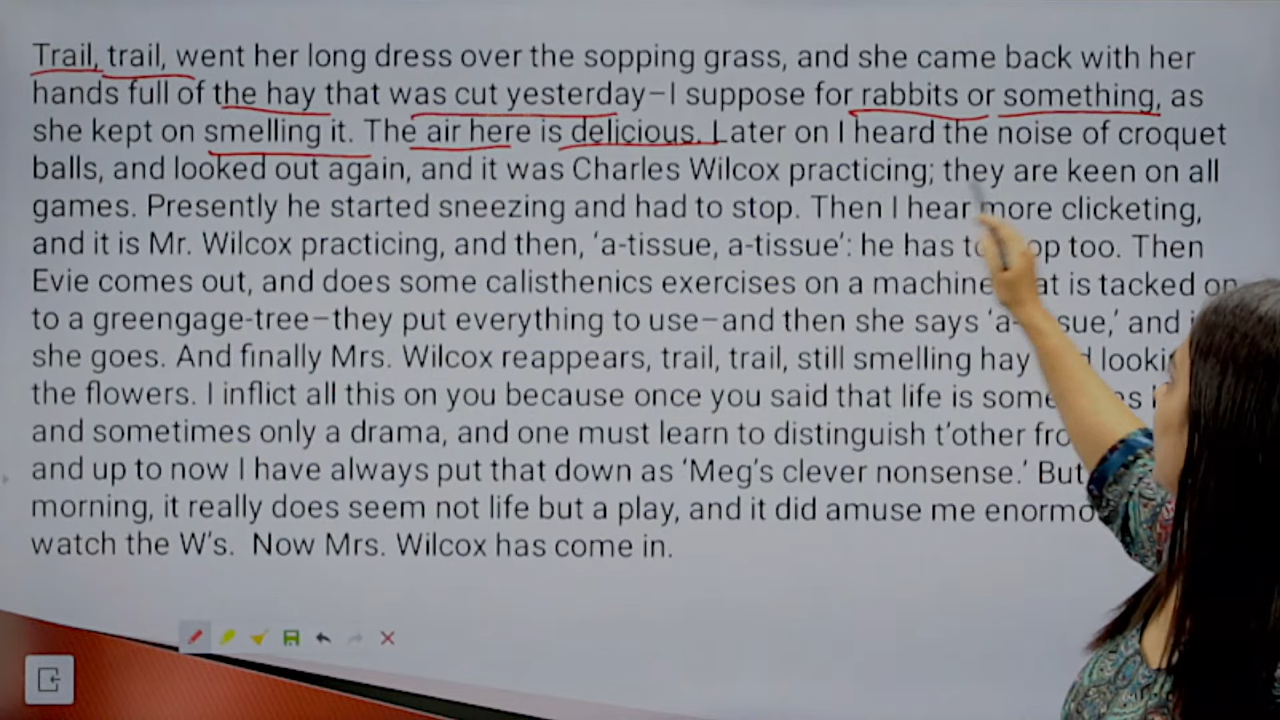 Trail, trail, went her long dress over the sopping grass, and she came back with her
hands full of the hay that was cut yesterday–I suppose for rabbits or something, as
she kept on smelling it. The air here is delicious. Later on I heard the noise of croquet
balls, and looked out again, and it was Charles Wilcox practicing; they are keen on all
games. Presently he started sneezing and had to stop. Then I hear more clicketing,
and it is Mr. Wilcox practicing, and then, ‘a-tissue, a-tissue’: he has to stop too. Then
Evie comes out, and does some calisthenics exercises on a machine that is tacked on
to a greengage-tree–they put everything to use–and then she says ‘a-tissue,’ and
she goes. And finally Mrs. Wilcox reappears, trail, trail, still smelling hay and
the flowers. I inflict all this on you because once you said that life is sometimes
and sometimes only a drama, and one must learn to distinguish t’other
and up to now I have always put that down as ‘Meg’s clever nonsense.’ But
morning, it really does seem not life but a play, and it did amuse me
watch the W’s. Now Mrs. Wilcox has come in.